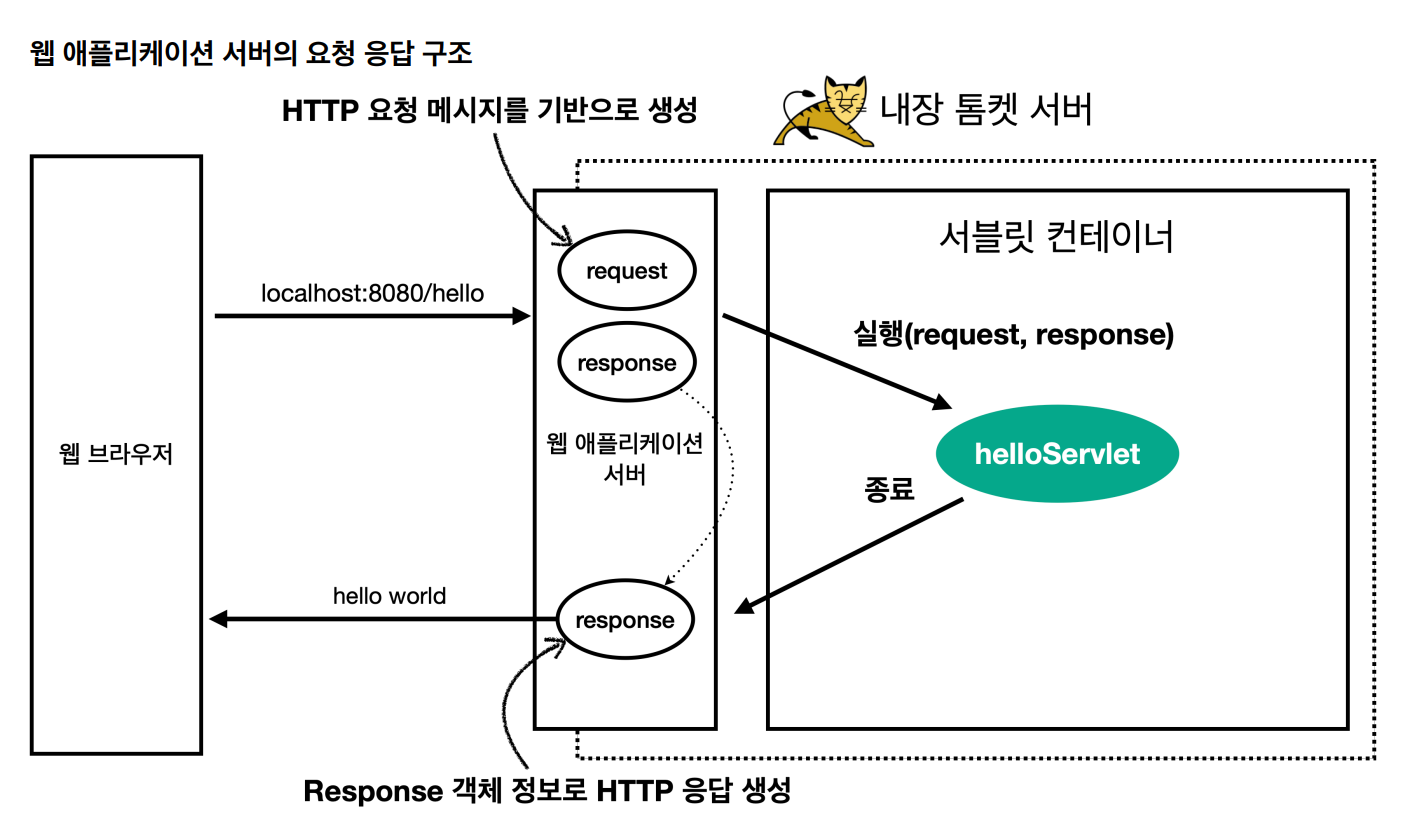 웹 애플리케이션 서버의 요청 응답 구조
HTTP 요청 메시지를 기반으로 생성
내장 톰켓 서버
request
서블릿 컨테이너
localhost:8080/hello
실행(request, response)
response
웹 브라우저
웹 애플리케이션
서버
helloServlet
종료
hello world
response
Response 객체 정보로 HTTP 응답 생성